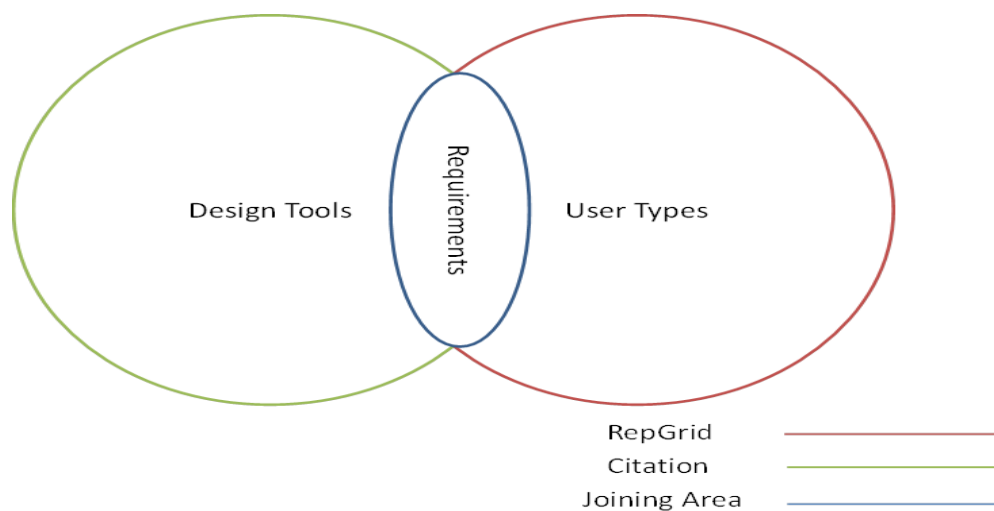 Design Tools
Requirements
User Types
RepGrid
Citation
Joining Area